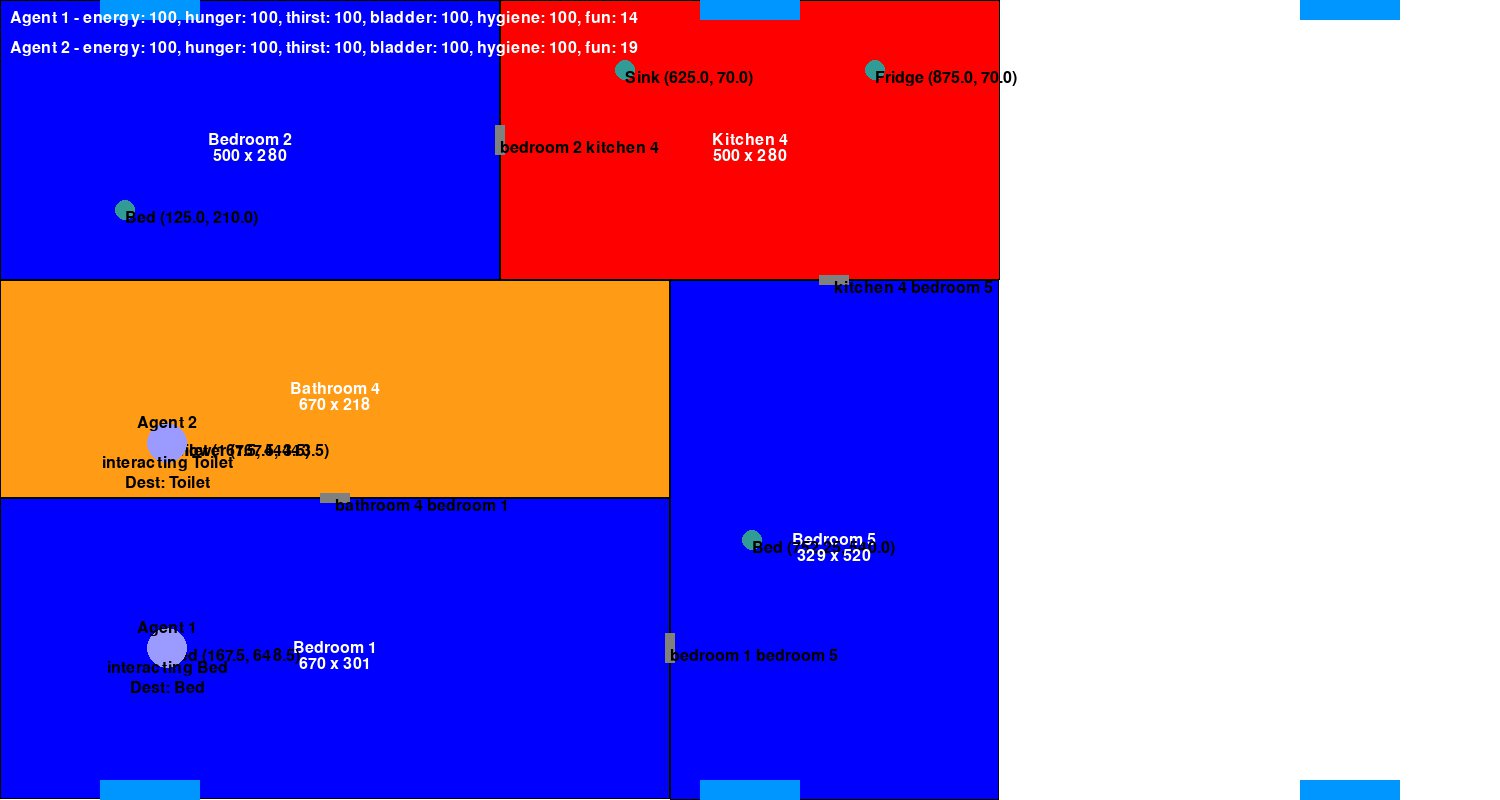 Agent 1 - energy: 100, hunger: 100, thirst: 100, bladder: 100, hygiene: 100, fun: 14
Agent 2 - energy: 100, hunger: 100, thirst: 100, bladder: 100, hygiene: 100, fun: 19
Sink (625.0, 70.0)
Fridge (875.0, 70.0)
Bedroom 2
500 x 280
Kitchen 4
500 x 280
bedroom 2 kitchen 4
Bed (125.0, 210.0)
kitchen 4 bedroom 5
Bathroom 4
670 x 218
Agent 2
interacting Toilet
Dest: Toilet
bathroom 4 bedroom 1
Bed
Bedroom 5
329 x 520
Agent 1
(167.5, 648.5)
interacting Bed
Dest: Bed
Bedroom 1
670 x 301
bedroom 1 bedroom 5